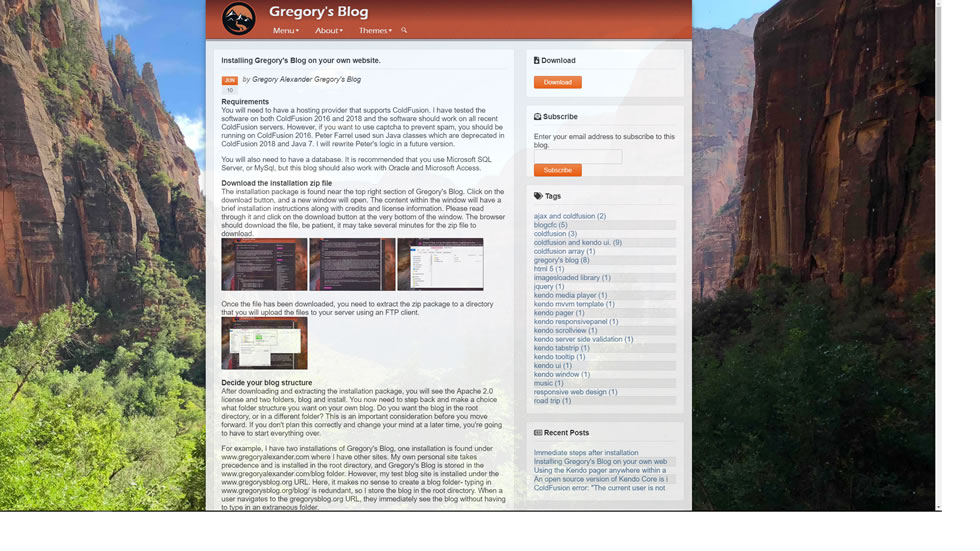 Gregory's Blog
Menu About Themes
Installing Gregory's Blog on your own website.
JUN
10
by Gregory Alexander Gregory's Blog
Requirements
You will need to have a hosting provider that supports ColdFusion. I have tested the
software on both ColdFusion 2016 and 2018 and the software should work on all recent
ColdFusion servers. However, if you want to use captcha to prevent spam, you should be
running on ColdFusion 2016. Peter Farrel used sun Java classes which are deprecated in
ColdFusion 2018 and Java 7. I will rewrite Peter's logic in a future version.
You will also need to have a database. It is recommended that you use Microsoft SQL
Server, or MySql, but this blog should also work with Oracle and Microsoft Access.
Download the installation zip file
The installation package is found near the top right section of Gregory's Blog. Click on the
download button, and a new window will open. The content within the window will have a
brief installation instructions along with credits and license information. Please read
through it and click on the download button at the very bottom of the window. The browser
should download the file, be patient, it may take several minutes for the zip file to
download.
Once the file has been downloaded, you need to extract the zip package to a directory
that you will upload the files to your server using an FTP client.
Decide your blog structure
After downloading and extracting the installation package, you will see the Apache 2.0
license and two folders, blog and install. You now need to step back and make a choice
what folder structure you want on your own blog. Do you want the blog in the root
directory, or in a different folder? This is an important consideration before you move
forward. If you don't plan this correctly and change your mind at a later time, you're going
to have to start everything over.
For example, I have two installations of Gregory's Blog, one installation is found under
www.gregoryalexander.com where I have other sites. My own personal site takes
precedence and is installed in the root directory, and Gregory's Blog is stored in the
www.gregoryalexander.com/blog folder. However, my test blog site is installed under the
www.gregorysblog.org URL. Here, it makes no sense to create a blog folder- typing in
www.gregorysblog.org/blog/ is redundant, so I store the blog in the root directory. When a
user navigates to the gregorysblog.org URL, they immediately see the blog without having
to type in an extraneous folder.
Download
Download
Subscribe
Enter your email address to subscribe to this
blog.
Subscribe
Tags
ajax and coldfusion (2)
blogcfc (5)
coldfusion (3)
coldfusion and kendo ui. (9)
coldfusion array (1)
gregory's blog (8)
html 5 (1)
imagesloaded library (1)
jquery (1)
kendo media player (1)
kendo mvvm template (1)
kendo pager (1)
kendo responsivepanel (1)
kendo scrollview (1)
kendo server side validation (1)
kendo tabstrip (1)
kendo tooltip (1)
kendo ui (1)
kendo window (1)
music (1)
responsive web design (1)
road trip (1)
Recent Posts
Immediate steps after installation
Installing Gregory's Blog on your own web
Using the Kendo pager anywhere within a
An open source version of Kendo Core is i
ColdFusion error: "The current user is not